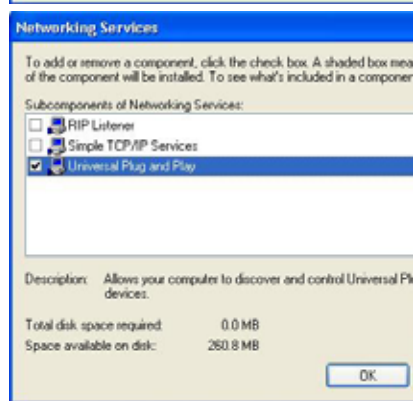 Networking Services
To add or remove a component, click the check box. A shaded box mea
of the component will be installed. To see what's included in a componen
Subcomponents of Networking Services:
RIP Listener
Simple TCP/IP Services
Universal Plug and Play
Description: Allows your computer to discover and control Universal Plu
devices.
Total disk space required: 0.0 MB
Space available on disk: 260.8 MB
OK